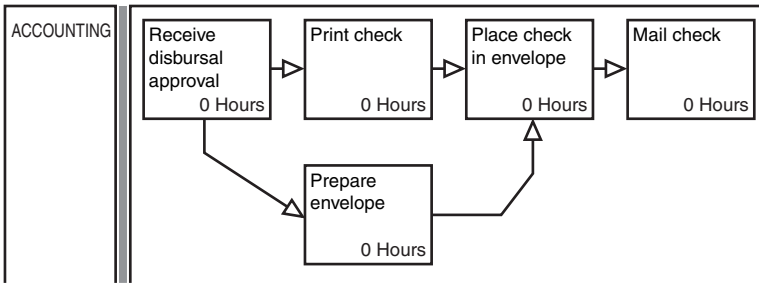 ACCOUNTING
Receive
disbursal
approval
0 Hours
Print check
0 Hours
Place check
in envelope
0 Hours
Mail check
0 Hours
Prepare
envelope
0 Hours